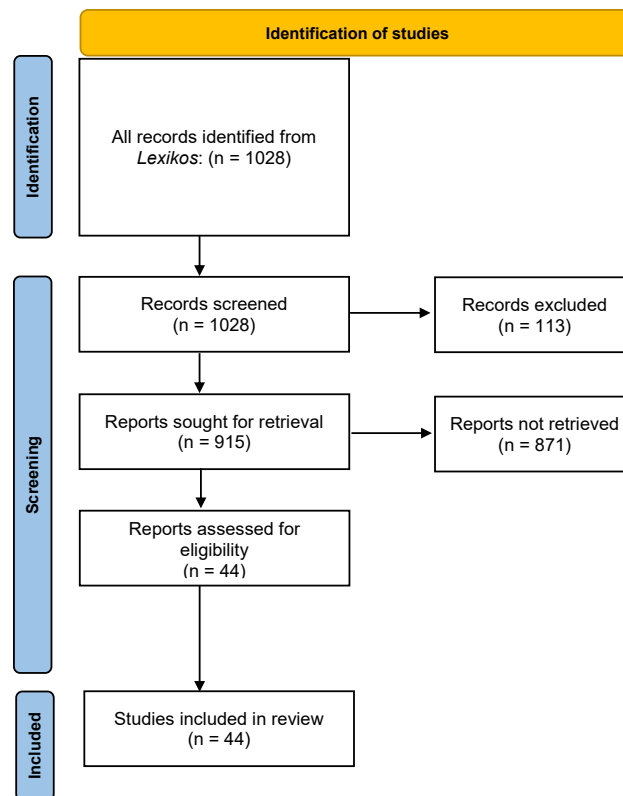 Identification of studies
Identification
All records identified from
Lexikos: (n = 1028)
Screening
Records screened
(n = 1028)
Records excluded
(n = 113)
Reports sought for retrieval
(n = 915)
Reports not retrieved
(n = 871)
Reports assessed for
eligibility
(n = 44)
Included
Studies included in review
(n = 44)